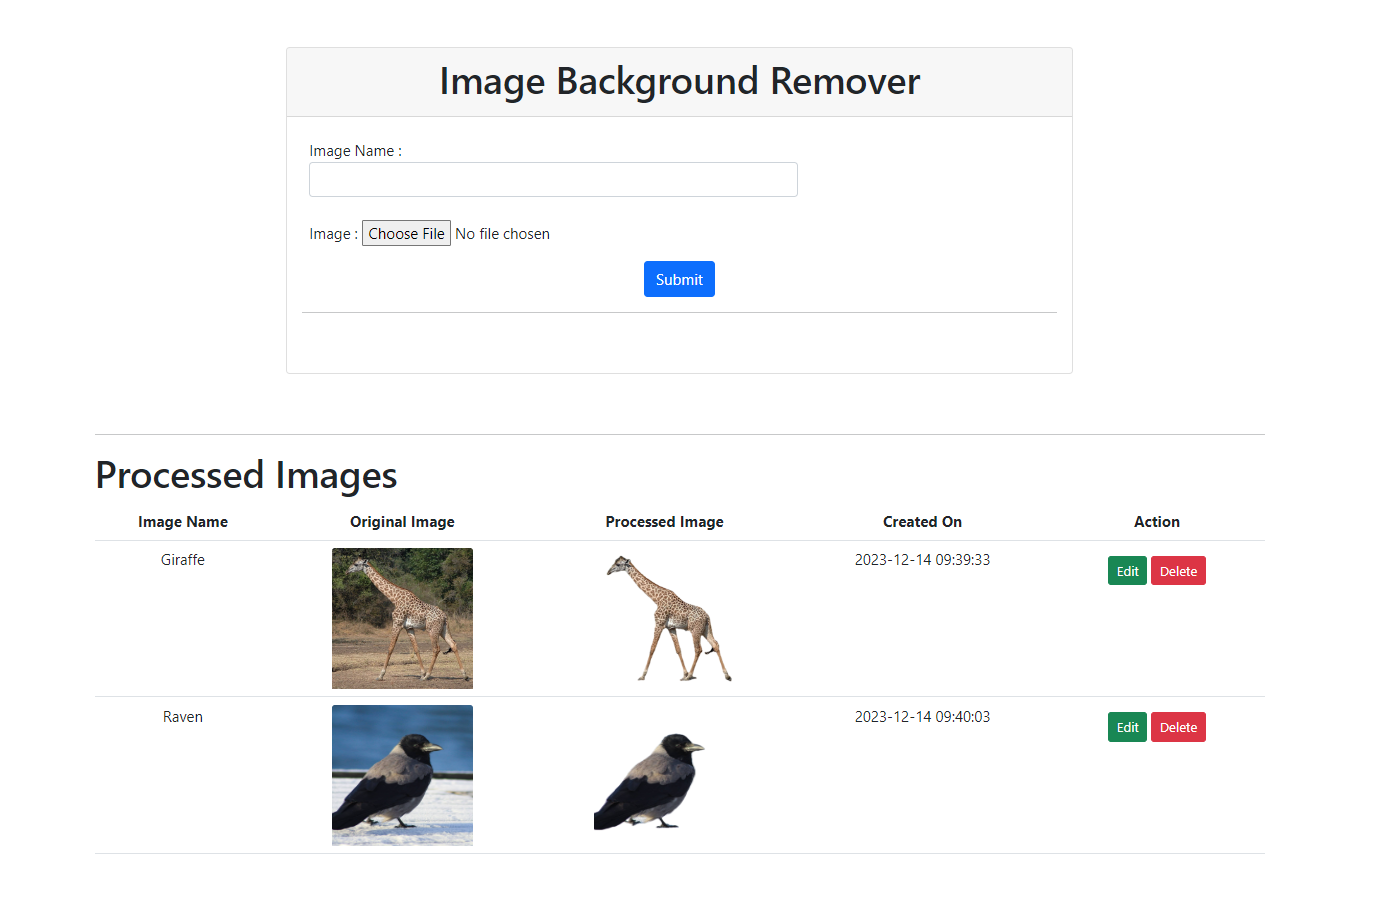 Image Background Remover
Image Name :
Image : Choose File No file chosen
Submit
Processed Images
Image Name Original Image Processed Image Created On Action
Giraffe 2023-12-14 09:39:33 Edit Delete
Raven 2023-12-14 09:40:03 Edit Delete